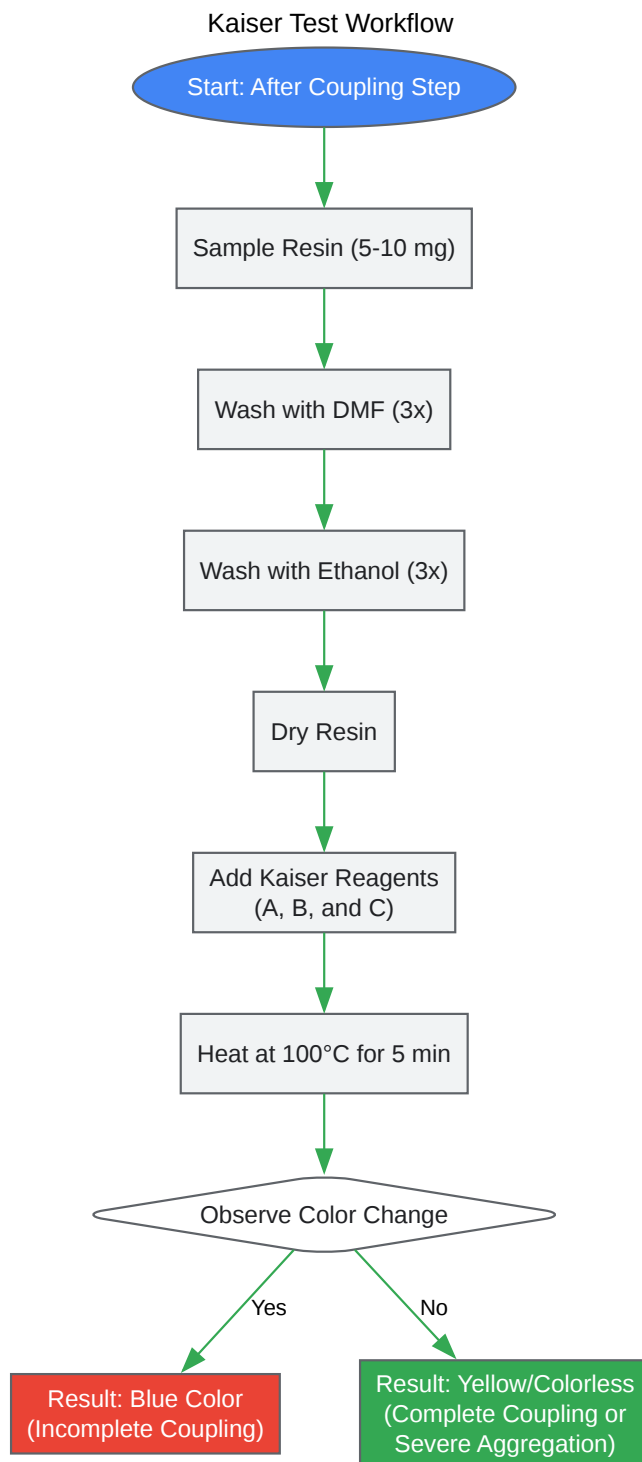 Kaiser Test Workflow
Start: After Coupling Step
Sample Resin (5-10 mg)
Wash with DMF (3x)
Wash with Ethanol (3x)
Dry Resin
Add Kaiser Reagents
(A, B, and C)
Heat at 100°C for 5 min
Observe Color Change
Yes
No
Result: Blue Color
(Incomplete Coupling)
Result: Yellow/Colorless
(Complete Coupling or
Severe Aggregation)